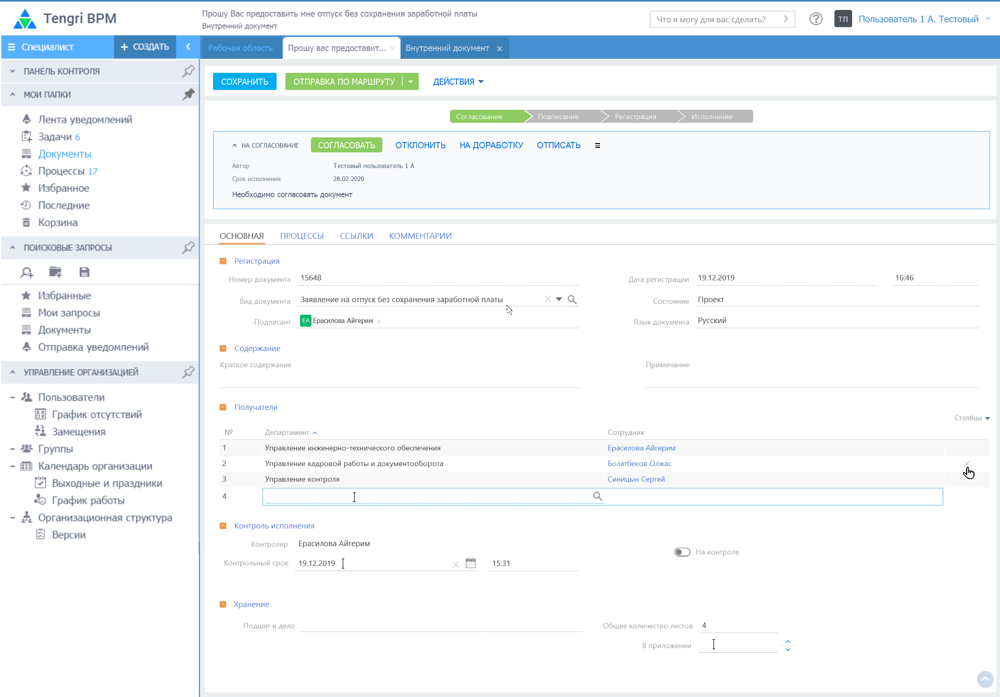 Tengri BPM
Прошу Вас предоставить мне отпуск без сохранения заработной платы
Внутренний документ
Что я могу для вас сделать?
ТП
Пользователь 1 А. Тестовый
Специалист
+ СОЗДАТЬ
Рабочая область
Прошу вас предоставит... ×
Внутренний документ ×
ПАНЕЛЬ КОНТРОЛЯ
МОИ ПАПКИ
Лента уведомлений
Задачи 6
Документы
Процессы 17
Избранное
Последние
Корзина
ПОИСКОВЫЕ ЗАПРОСЫ
Избранные
Мои запросы
Документы
Отправка уведомлений
УПРАВЛЕНИЕ ОРГАНИЗАЦИЕЙ
Пользователи
График отсутствий
Замещения
Группы
Календарь организации
Выходные и праздники
График работы
Организационная структура
Версии
СОХРАНИТЬ
ОТПРАВКА ПО МАРШРУТУ
ДЕЙСТВИЯ
Согласование
Подписание
Регистрация
Исполнение
НА СОГЛАСОВАНИЕ
СОГЛАСОВАТЬ
ОТКЛОНИТЬ
НА ДОРАБОТКУ
ОТПИСАТЬ
Автор Тестовый пользователь 1 А
Срок исполнения 28.02.2020
Необходимо согласовать документ
ОСНОВНАЯ
ПРОЦЕССЫ
ССЫЛКИ
КОММЕНТАРИИ
Регистрация
Номер документа 15648
Дата регистрации 19.12.2019 16:46
Вид документа Заявление на отпуск без сохранения заработной платы
Состояние Проект
Подписант ЕА Ерасилова Айгерим ×
Язык документа Русский
Содержание
Краткое содержание
Примечание
Получатели
Столбцы
№ Департамент Сотрудник
1 Управление инженерно-технического обеспечения Ерасилова Айгерим
2 Управление кадровой работы и документооборота Болатбеков Олжас
3 Управление контроля Синицын Сергей
4
Контроль исполнения
Контролер Ерасилова Айгерим
На контроле
Контрольный срок 19.12.2019 15:31
Хранение
Подшит в дело
Общее количество листов 4
В приложении